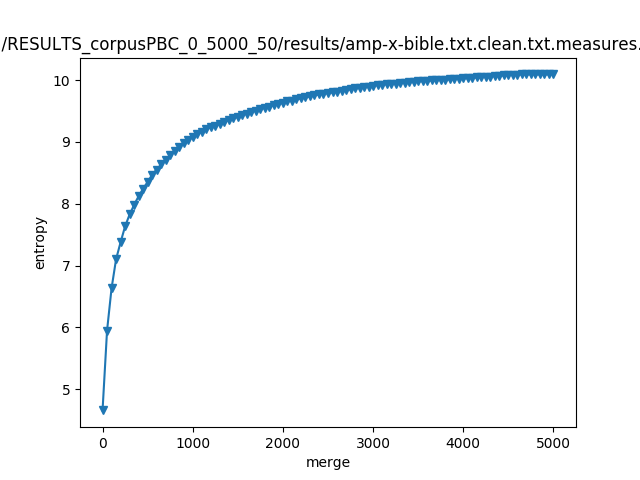 /RESULTS_corpusPBC_0_5000_50/results/amp-x-bible.txt.clean.txt.measures.
10
9
8
7
6
5
entropy
0 1000 2000 3000 4000 5000
merge